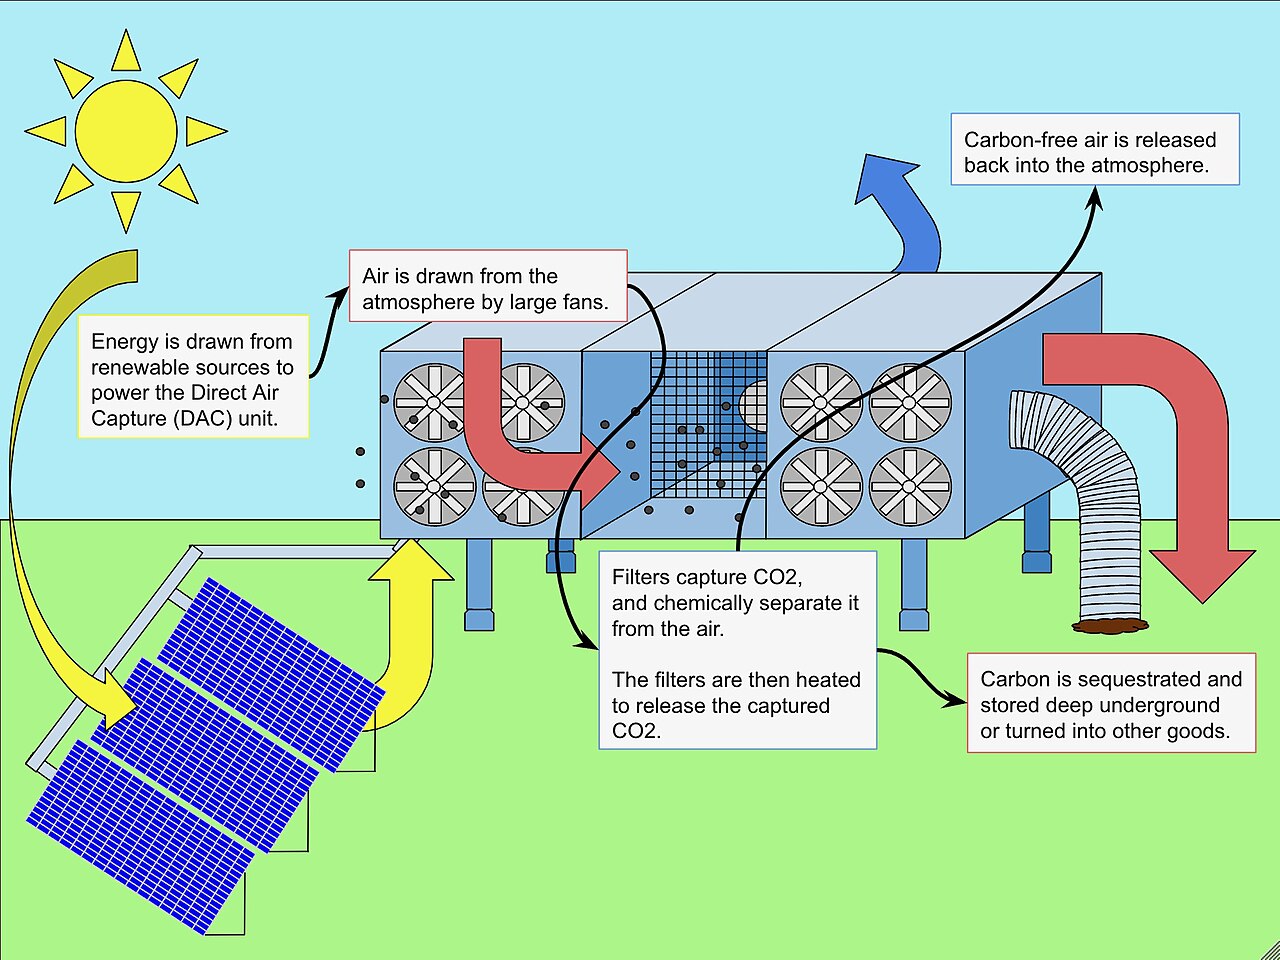 Energy is drawn from
renewable sources to
power the Direct Air
Capture (DAC) unit.
Air is drawn from the
atmosphere by large fans.
Filters capture CO2,
and chemically separate it
from the air.
The filters are then heated
to release the captured
CO2.
Carbon-free air is released
back into the atmosphere.
Carbon is sequestrated and
stored deep underground
or turned into other goods.